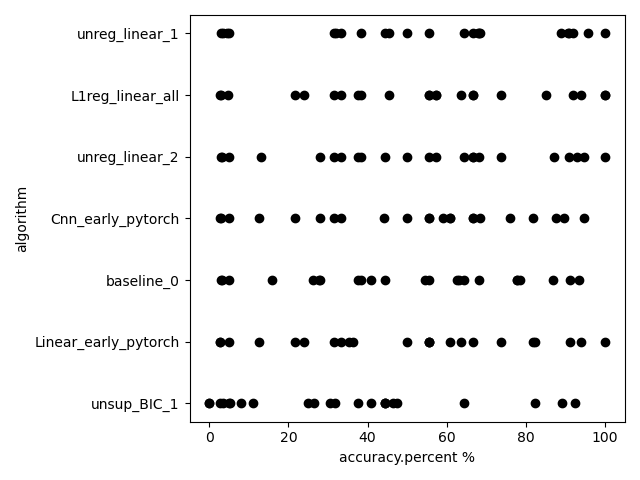 unreg_linear_1
L1reg_linear_all
unreg_linear_2
Cnn_early_pytorch
baseline_0
Linear_early_pytorch
unsup_BIC_1
algorithm
0 20 40 60 80 100
accuracy.percent %